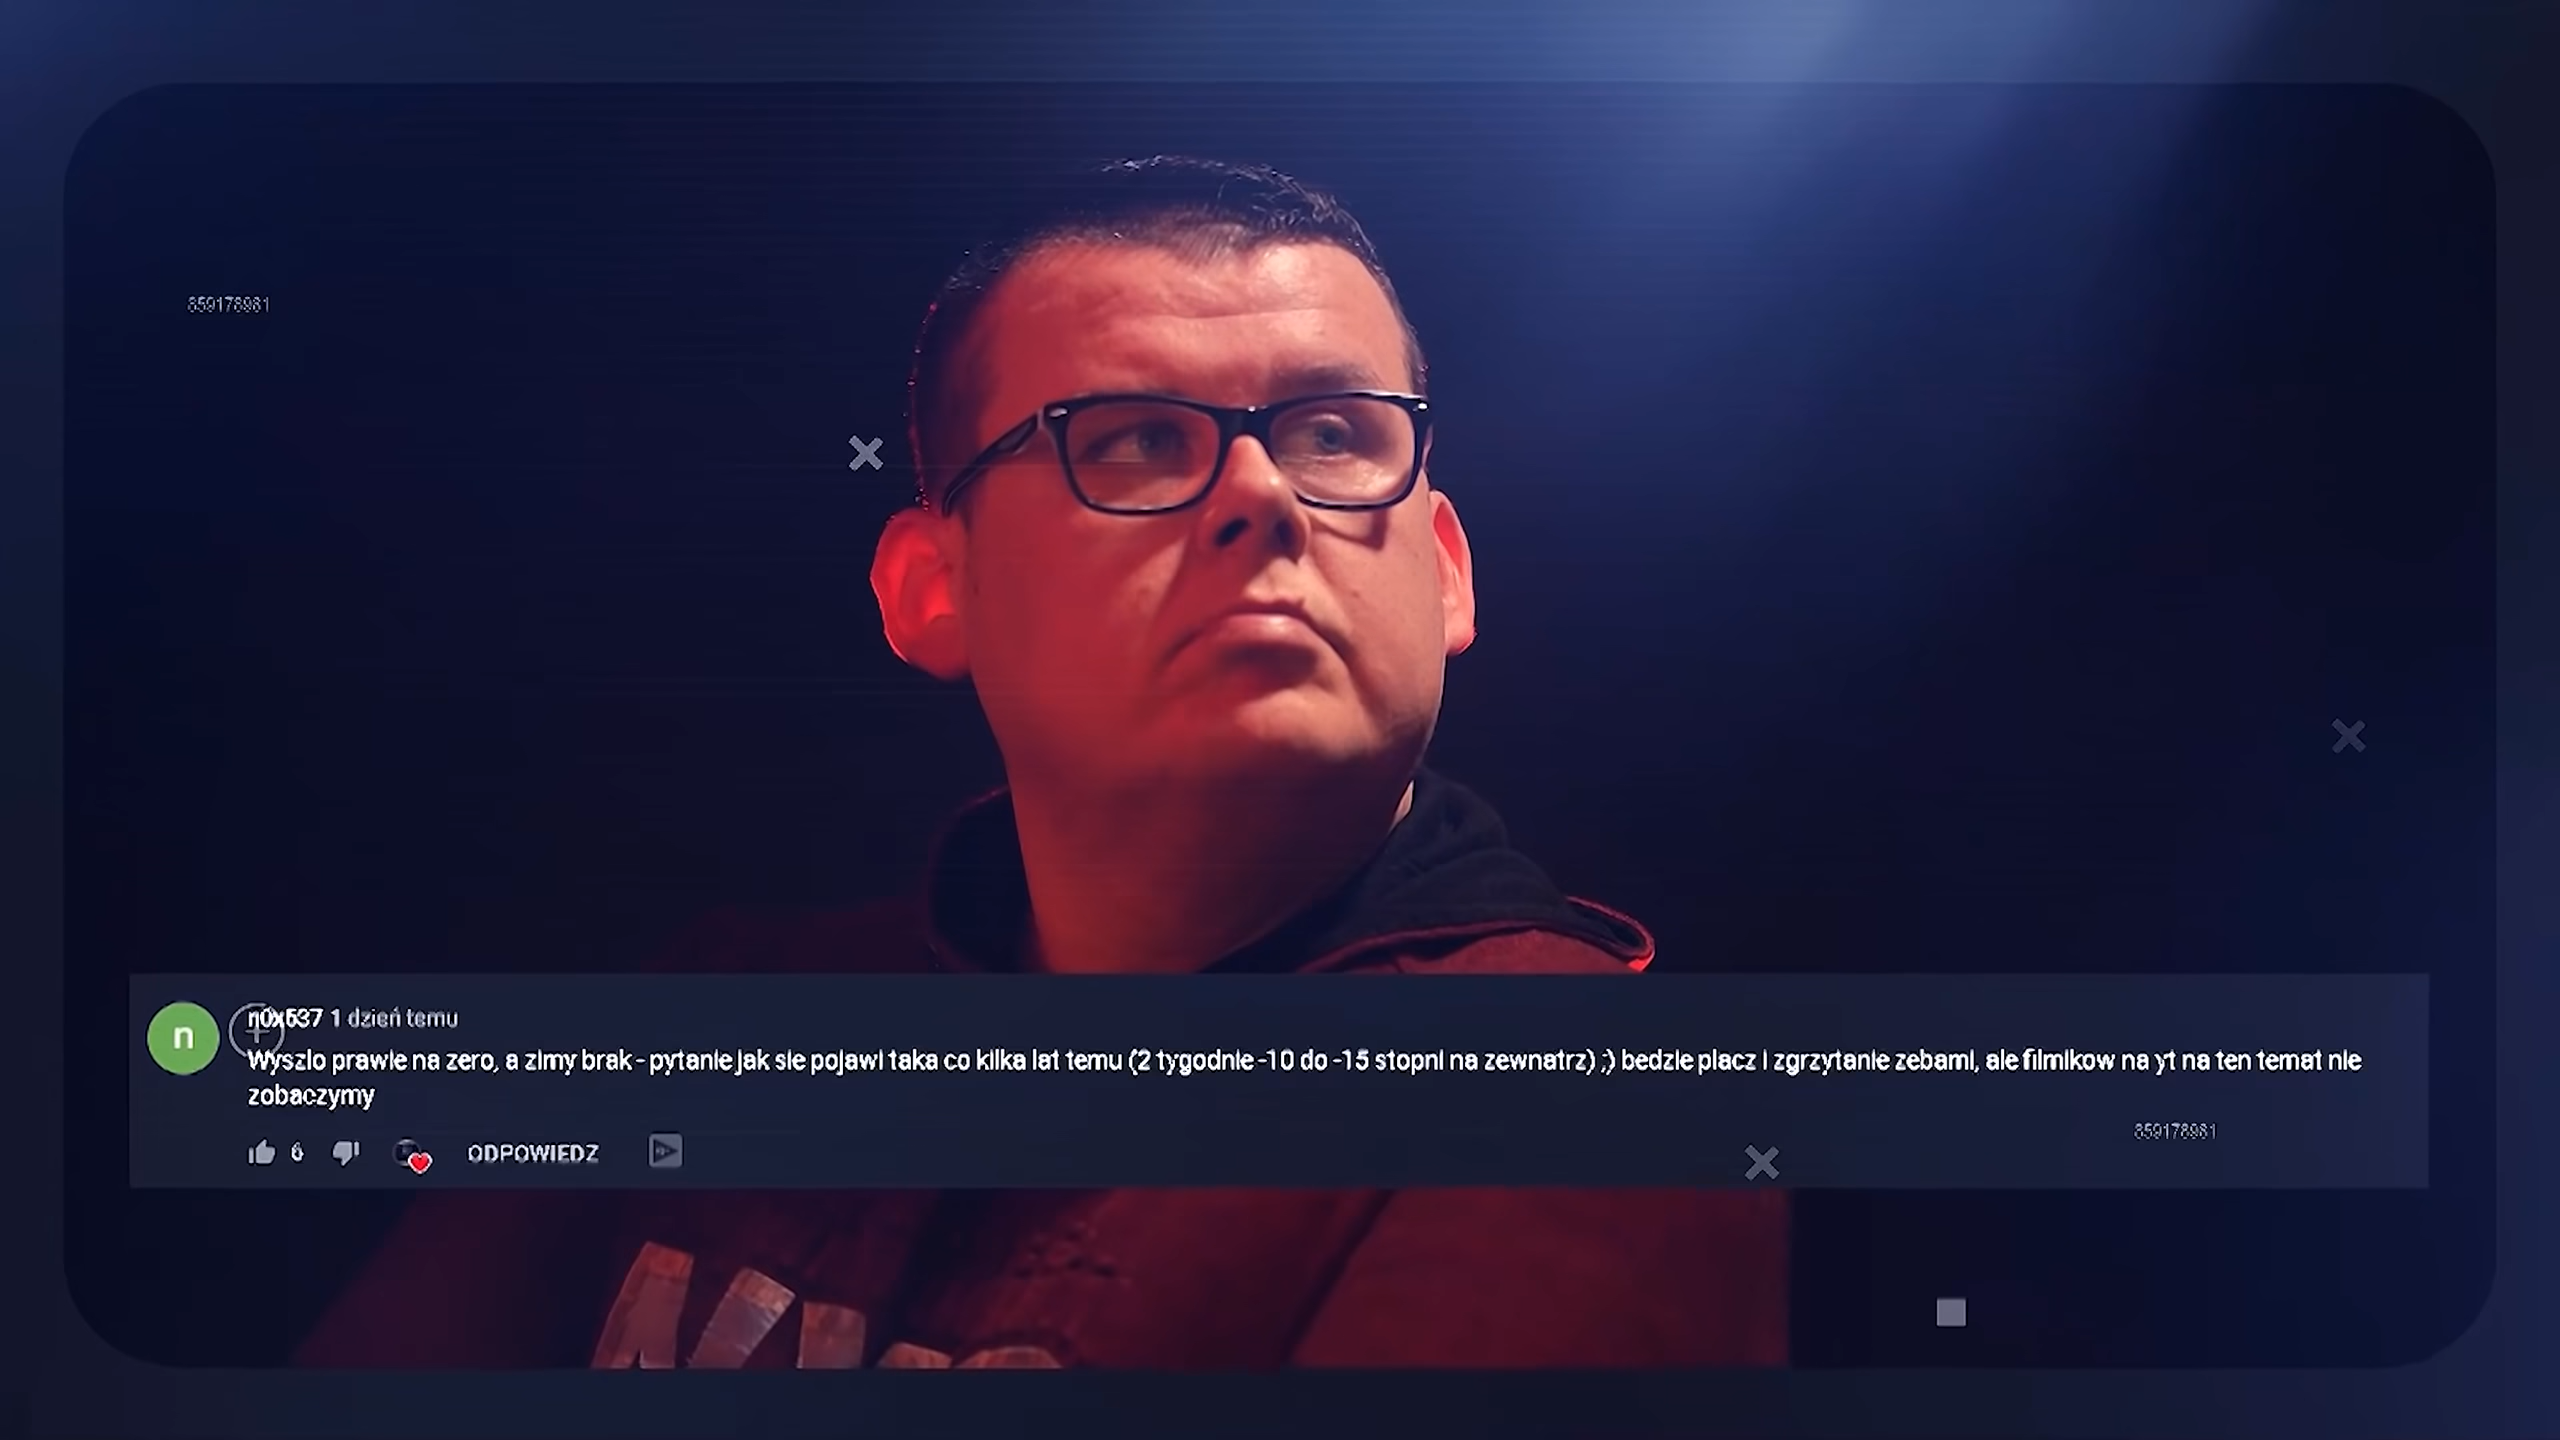 859178981
n0x537 1 dzień temu
Wyszlo prawie na zero, a zimy brak - pytanie jak sie pojawi taka co kilka lat temu (2 tygodnie -10 do -15 stopni na zewnatrz) ;) bedzie placz i zgrzytanie zebami, ale filmikow na yt na ten temat nie
zobaczymy
859178981
6 ODPOWIEDZ